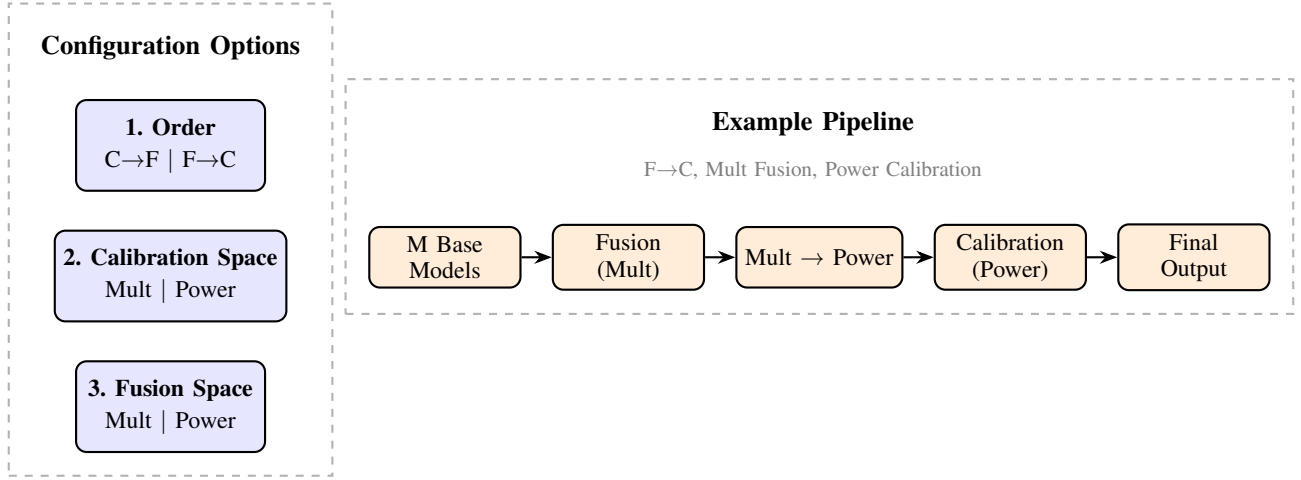 Configuration Options
1. Order
C→F | F→C
2. Calibration Space
Mult | Power
3. Fusion Space
Mult | Power
Example Pipeline
F→C, Mult Fusion, Power Calibration
M Base
Models
Fusion
(Mult)
Mult → Power
Calibration
(Power)
Final
Output